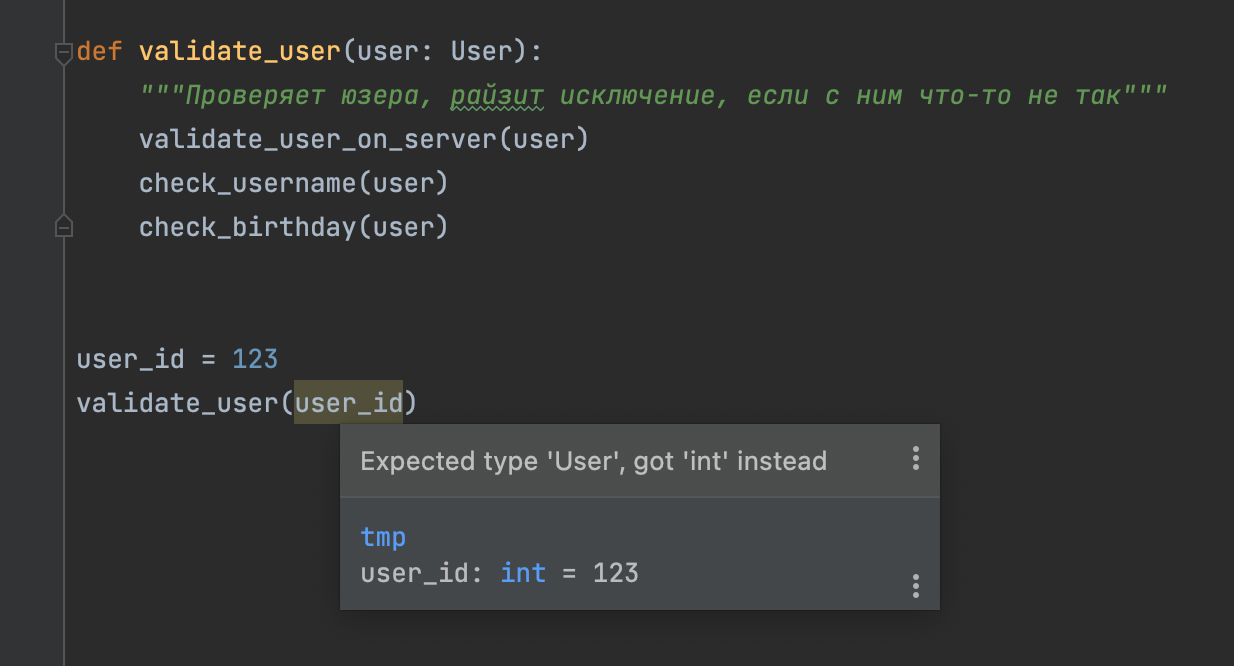 def validate_user(user: User):
"""Проверяет юзера, райзит исключение, если с ним что-то не так"""
validate_user_on_server(user)
check_username(user)
check_birthday(user)
user_id = 123
validate_user(user_id)
Expected type 'User', got 'int' instead
tmp
user_id: int = 123